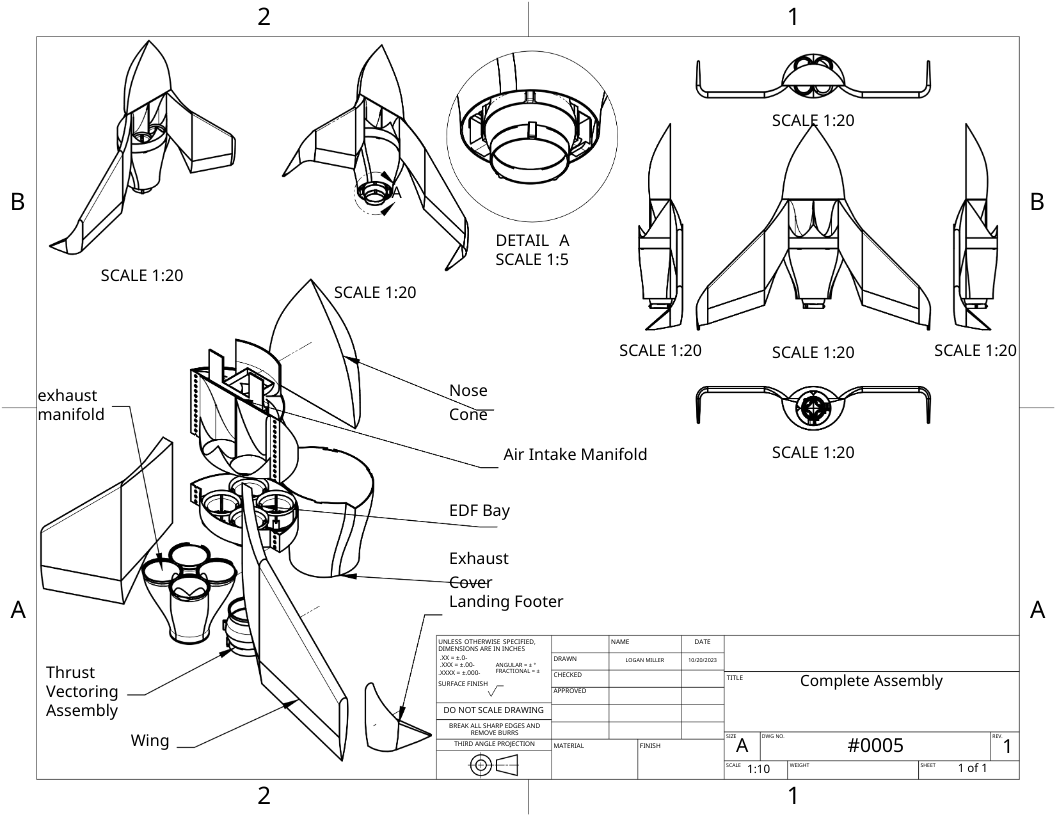 2
1
SCALE 1:20
B
B
A
DETAIL A
SCALE 1:5
SCALE 1:20
SCALE 1:20
SCALE 1:20
SCALE 1:20
SCALE 1:20
exhaust
manifold
Nose
Cone
Air Intake Manifold
SCALE 1:20
EDF Bay
Exhaust
Cover
Landing Footer
A
A
Thrust
Vectoring
Assembly
Wing
UNLESS OTHERWISE SPECIFIED,
DIMENSIONS ARE IN INCHES
.XX = ±.0-
.XXX = ±.00-
.XXXX = ±.000-
ANGULAR = ± °
FRACTIONAL = ±
SURFACE FINISH
DO NOT SCALE DRAWING
BREAK ALL SHARP EDGES AND
REMOVE BURRS
THIRD ANGLE PROJECTION
NAME DATE
DRAWN LOGAN MILLER 10/20/2023
CHECKED
APPROVED
MATERIAL FINISH
TITLE Complete Assembly
SIZE A DWG NO. #0005 REV. 1
SCALE 1:10 WEIGHT SHEET 1 of 1
2
1